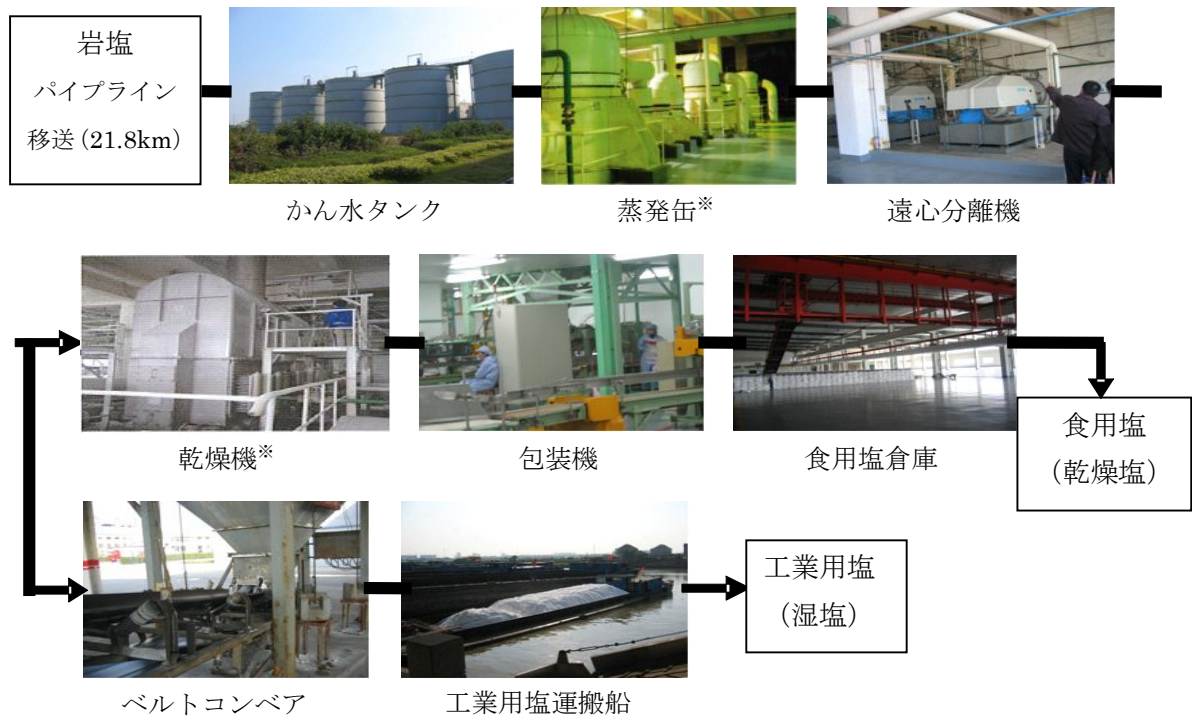 岩塩
パイプライン
移送(21.8km)
かん水タンク
蒸発缶※
遠心分離機
乾燥機※
包装機
食用塩倉庫
食用塩
(乾燥塩)
ベルトコンベア
工業用塩運搬船
工業用塩
(湿塩)